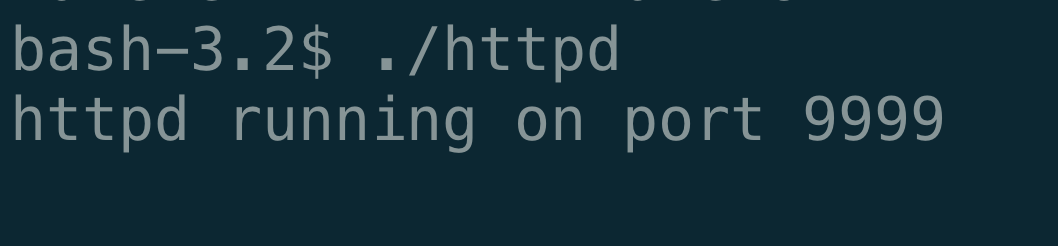 bash-3.2$ ./httpd
httpd running on port 9999